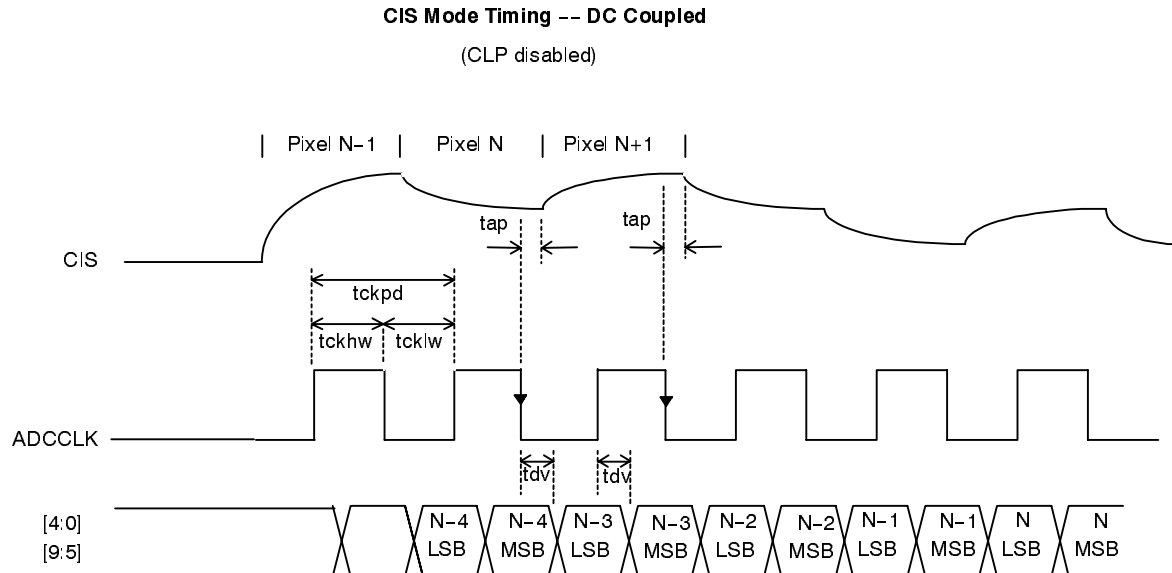 CIS Mode Timing -- DC Coupled
(CLP disabled)
| Pixel N-1 | Pixel N | Pixel N+1 |
tap tap
CIS
tckpd
tckhw tcklw
ADCCLK
tdv tdv
[4:0] N-4 N-4 N-3 N-3 N-2 N-2 N-1 N-1 N N
[9:5] LSB MSB LSB MSB LSB MSB LSB MSB LSB MSB